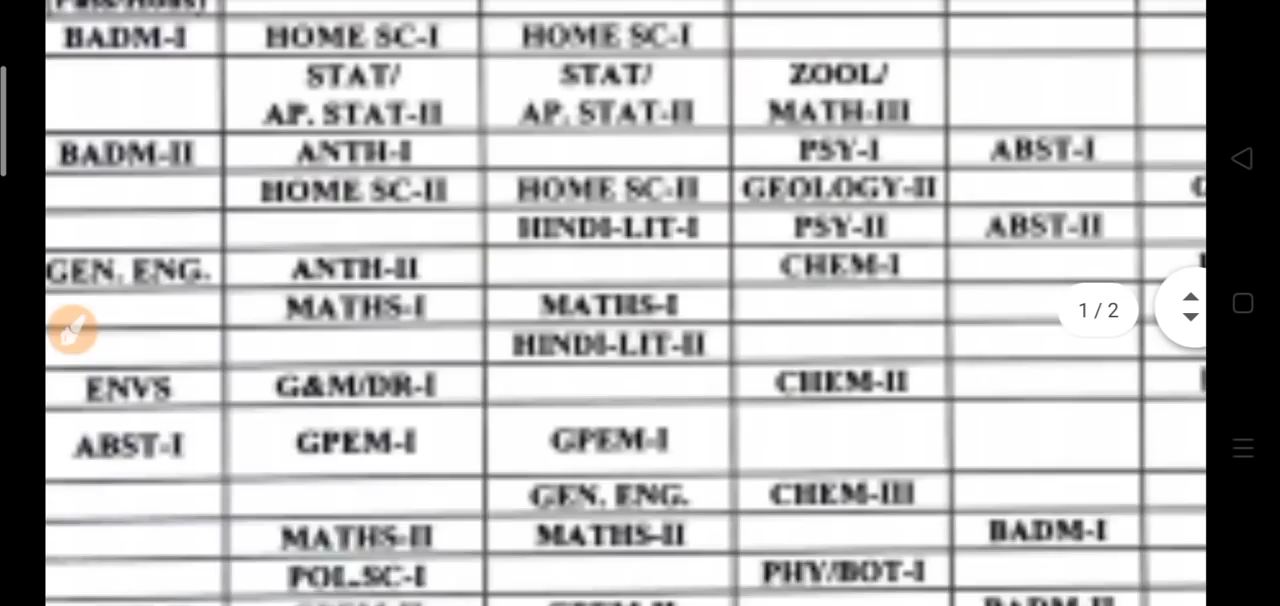 BADM-I HOME SC-I HOME SC-I
STAT/ STAT/ ZOOL/
AP. STAT-II AP. STAT-II MATH-III
BADM-II ANTH-I PSY-I ABST-I
HOME SC-II HOME SC-II GEOLOGY-II
HINDI-LIT-I PSY-II ABST-II
GEN. ENG. ANTH-II CHEM-I
MATHS-I MATHS-I
1 / 2
HINDI-LIT-II
ENVS G&M/DR-I CHEM-II
ABST-I GPEM-I GPEM-I
GEN. ENG. CHEM-III
MATHS-II MATHS-II BADM-I
POL.SC-I PHY/BOT-I